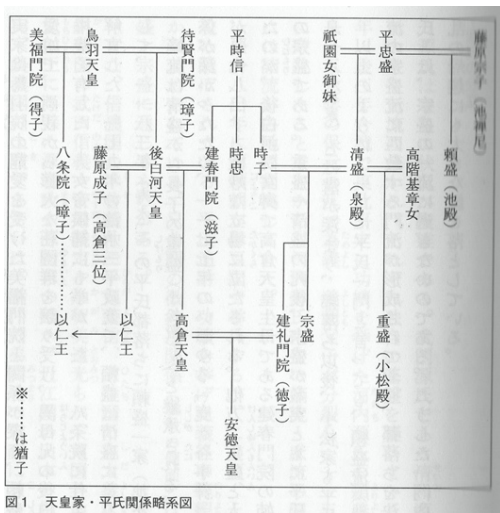 藤原宗子（池禅尼）
平忠盛
祇園女御妹
平時信
待賢門院（璋子）
鳥羽天皇
美福門院（得子）
頼盛（池殿）
高階基章女
清盛（泉殿）
時子
時忠
建春門院（滋子）
後白河天皇
藤原成子（高倉三位）
八条院（暲子）
重盛（小松殿）
宗盛
建礼門院（徳子）
高倉天皇
以仁王
以仁王
安徳天皇
※……は猶子
図1　天皇家・平氏関係略系図